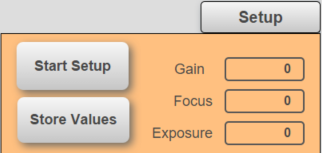 Setup
Start Setup
Gain 0
Focus 0
Store Values
Exposure 0